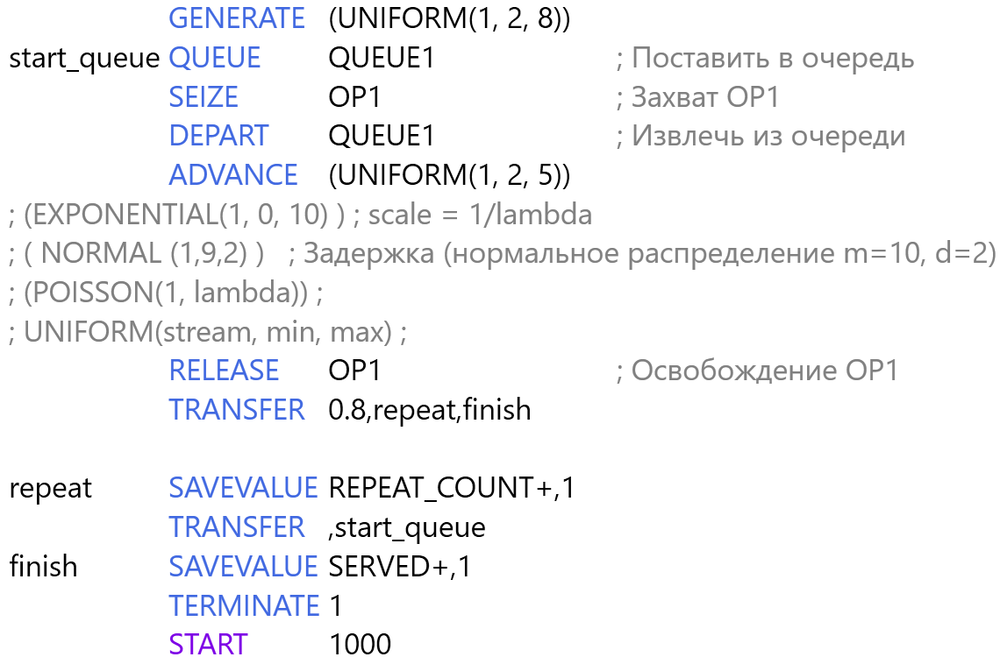 GENERATE (UNIFORM(1, 2, 8))
start_queue QUEUE QUEUE1 ; Поставить в очередь
SEIZE OP1 ; Захват OP1
DEPART QUEUE1 ; Извлечь из очереди
ADVANCE (UNIFORM(1, 2, 5))
; (EXPONENTIAL(1, 0, 10) ) ; scale = 1/lambda
; ( NORMAL (1,9,2) ) ; Задержка (нормальное распределение m=10, d=2)
; (POISSON(1, lambda)) ;
; UNIFORM(stream, min, max) ;
RELEASE OP1 ; Освобождение OP1
TRANSFER 0.8,repeat,finish
repeat SAVEVALUE REPEAT_COUNT+,1
TRANSFER ,start_queue
finish SAVEVALUE SERVED+,1
TERMINATE 1
START 1000